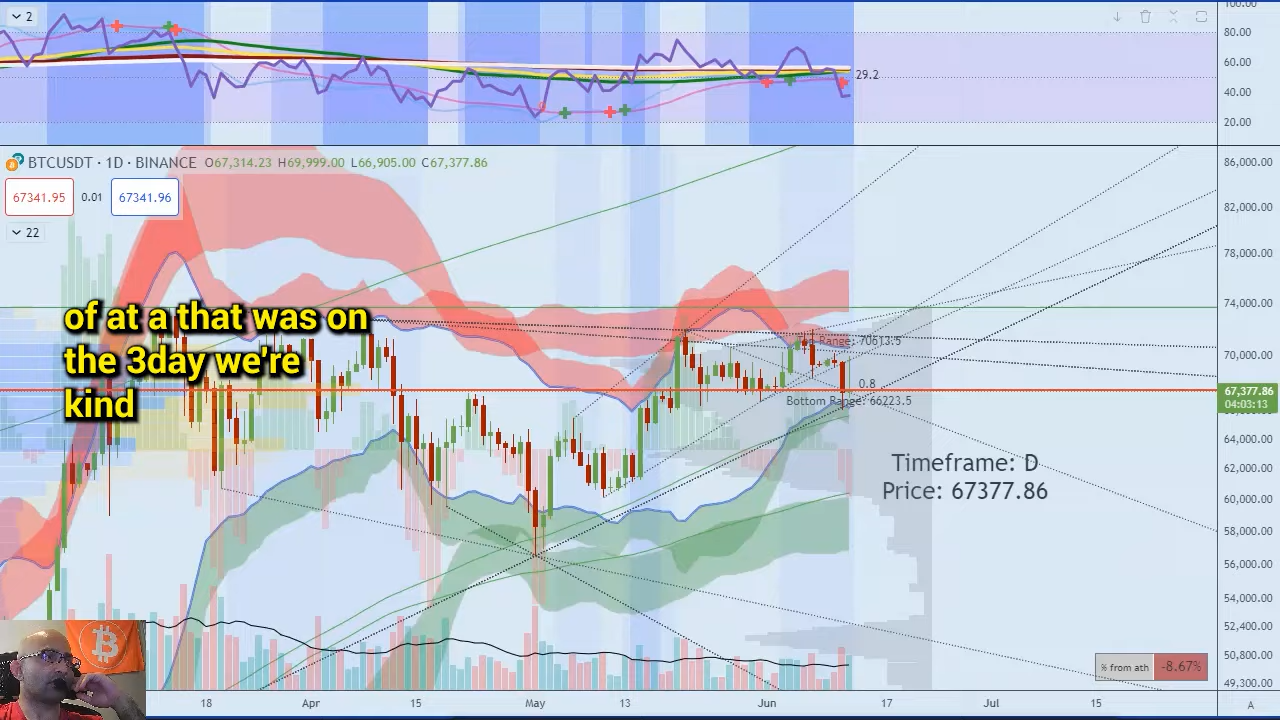 2
100.00
80.00
60.00
29.2
40.00
20.00
BTCUSDT · 1D · BINANCE O67,314.23 H69,999.00 L66,905.00 C67,377.86
86,000.00
67341.95 0.01 67341.96
82,000.00
22
78,000.00
74,000.00
of at a that was on
the 3day we're
kind
Range: 70613.5
70,000.00
0.8
67,377.86
04:03:13
Bottom Range: 66223.5
64,000.00
Timeframe: D
62,000.00
Price: 67377.86
60,000.00
58,000.00
56,000.00
54,000.00
52,400.00
50,800.00
% from ath -8.67%
49,300.00
18 Apr 15 May 13 Jun 17 Jul 15 A